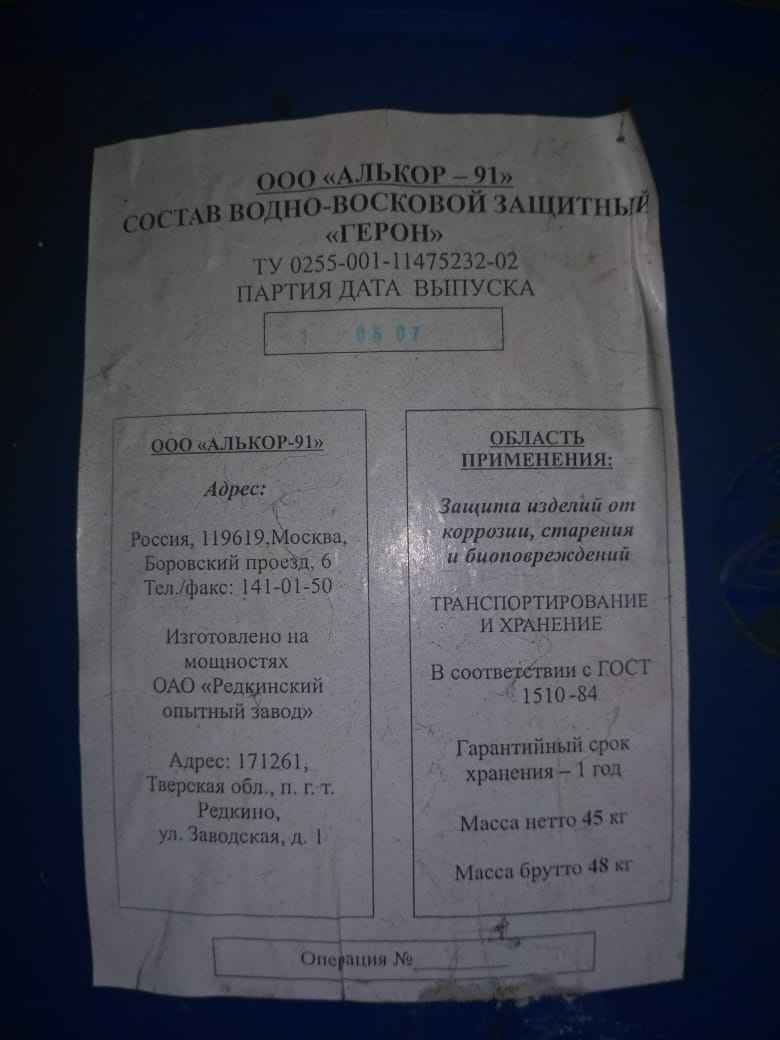 ООО «АЛЬКОР – 91»
СОСТАВ ВОДНО-ВОСКОВОЙ ЗАЩИТНЫЙ
«ГЕРОН»
ТУ 0255-001-11475232-02
ПАРТИЯ ДАТА ВЫПУСКА
1 05 07
ООО «АЛЬКОР-91»
Адрес:
Россия, 119619,Москва,
Боровский проезд, 6
Тел./факс: 141-01-50
Изготовлено на
мощностях
ОАО «Редкинский
опытный завод»
Адрес: 171261,
Тверская обл., п. г. т.
Редкино,
ул. Заводская, д. 1
ОБЛАСТЬ
ПРИМЕНЕНИЯ:
Защита изделий от
коррозии, старения
и биоповреждений
ТРАНСПОРТИРОВАНИЕ
И ХРАНЕНИЕ
В соответствии с ГОСТ
1510-84
Гарантийный срок
хранения – 1 год
Масса нетто 45 кг
Масса брутто 48 кг
Операция №